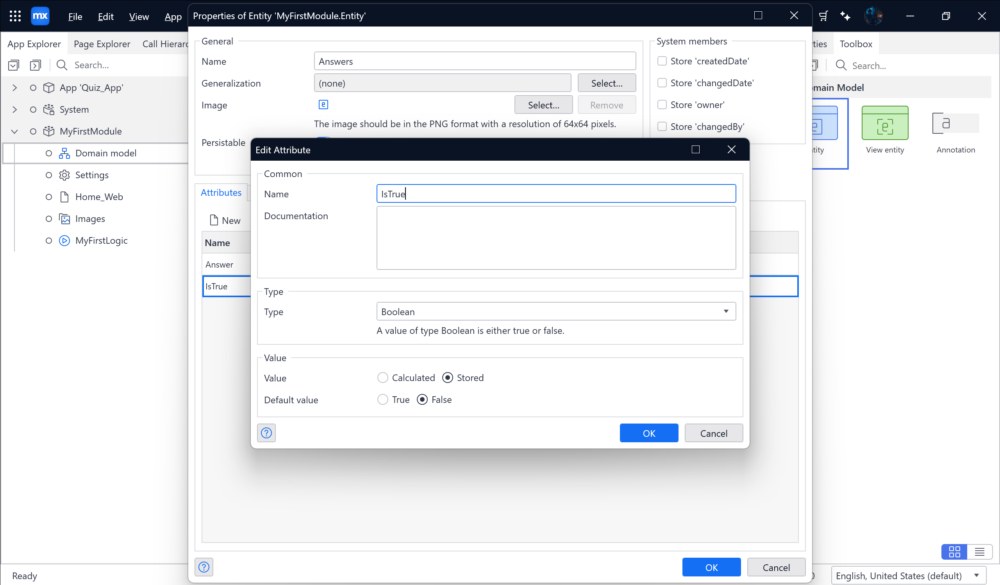 mx File Edit View App
Properties of Entity 'MyFirstModule.Entity'
App Explorer Page Explorer
Toolbox
Search...
Search...
App 'Quiz_App'
System
MyFirstModule
Domain model
Settings
Home_Web
Images
MyFirstLogic
General
Name Answers
Generalization (none) Select...
Image e Select... Remove
The image should be in the PNG format with a resolution of 64x64 pixels.
Persistable
System members
Store 'createdDate'
Store 'changedDate'
Store 'owner'
Store 'changedBy'
Model
View entity Annotation
Attributes
New
Name
Answer
IsTrue
Edit Attribute
Common
Name IsTrue
Documentation
Type
Type Boolean
A value of type Boolean is either true or false.
Value
Value Calculated Stored
Default value True False
? OK Cancel
? OK Cancel
Ready
English, United States (default)